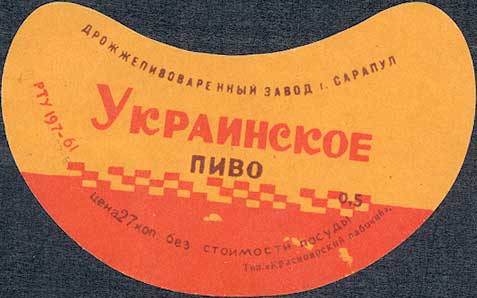 ДРОЖЖЕПИВОВАРЕННЫЙ ЗАВОД г. САРАПУЛ
РТУ 197-61
УКРАИНСКОЕ
ПИВО
0,5
цена 27 коп без стоимости посуды
Тип. «Красноярский рабочий»